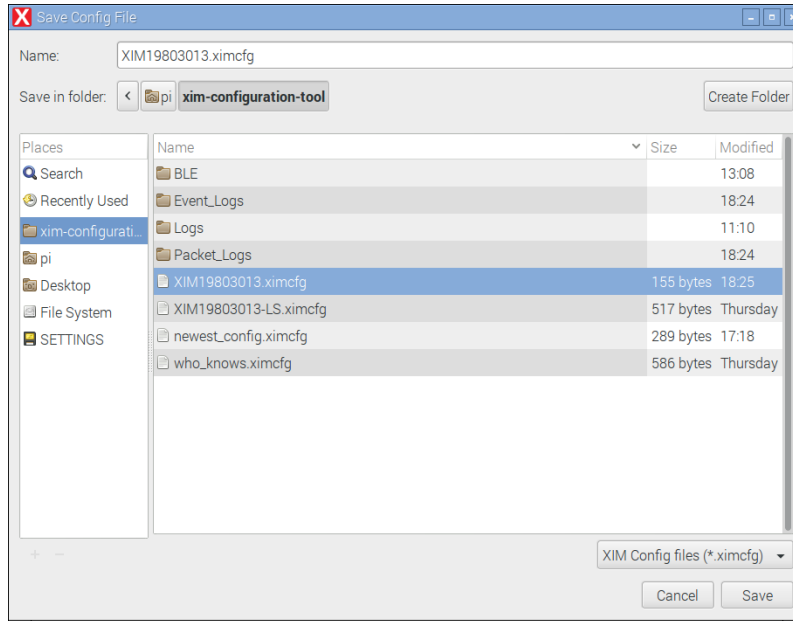 X Save Config File
Name: XIM19803013.ximcfg
Save in folder: < pi xim-configuration-tool Create Folder
Places Name Size Modified
Search BLE 13:08
Recently Used Event_Logs 18:24
xim-configurati... Logs 11:10
pi Packet_Logs 18:24
Desktop XIM19803013.ximcfg 155 bytes 18:25
File System XIM19803013-LS.ximcfg 517 bytes Thursday
SETTINGS newest_config.ximcfg 289 bytes 17:18
who_knows.ximcfg 586 bytes Thursday
XIM Config files (*.ximcfg)
Cancel Save